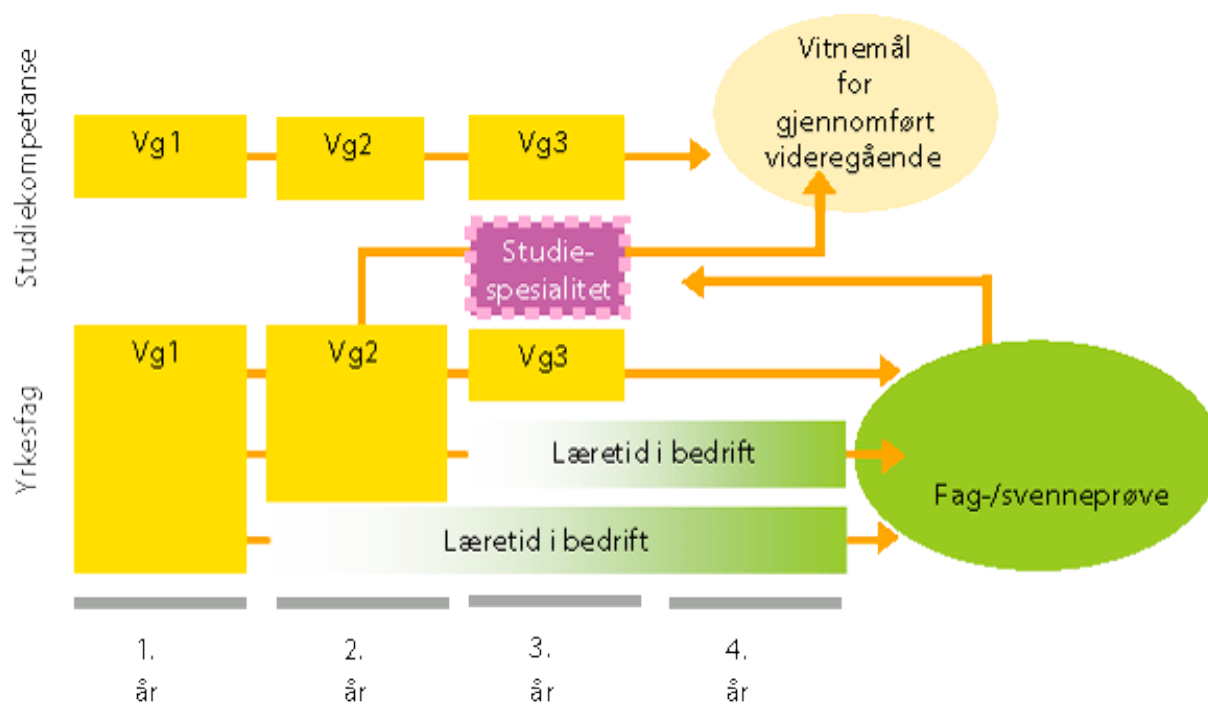 Studiekompetanse
Vg1
Vg2
Vg3
Vitnemål
for
gjennomført
videregående
Studie-
spesialitet
Yrkesfag
Vg1
Vg2
Vg3
Læretid i bedrift
Læretid i bedrift
Fag-/svenneprøve
1.
år
2.
år
3.
år
4.
år